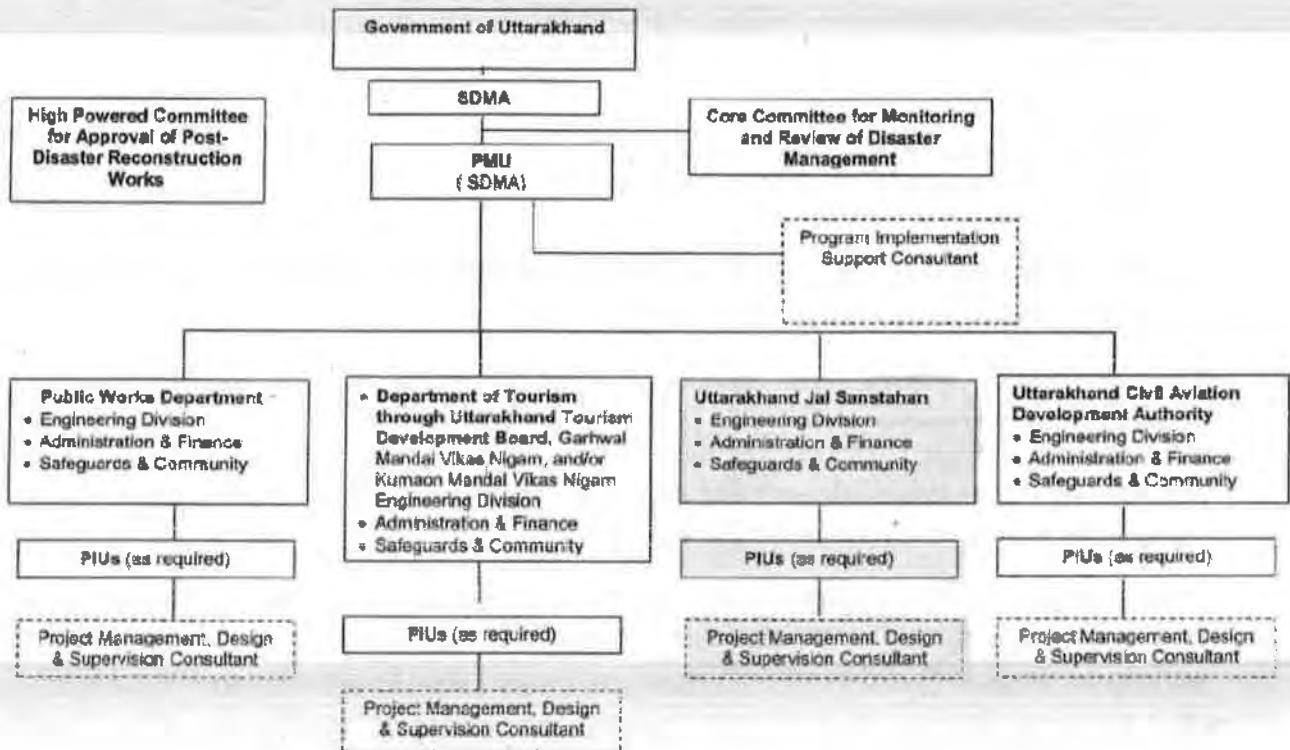 Government of Uttarakhand
SDMA
High Powered Committee
for Approval of Post-
Disaster Reconstruction
Works
Core Committee for Monitoring
and Review of Disaster
Management
PMU
( SDMA)
Program Implementation
Support Consultant
Public Works Department
• Engineering Division
• Administration & Finance
• Safeguards & Community
• Department of Tourism
through Uttarakhand Tourism
Development Board, Garhwal
Mandal Vikas Nigam, and/or
Kumaon Mandal Vikas Nigam
Engineering Division
• Administration & Finance
• Safeguards & Community
Uttarakhand Jal Sanstahan
• Engineering Division
• Administration & Finance
• Safeguards & Community
Uttarakhand Civil Aviation
Development Authority
• Engineering Division
• Administration & Finance
• Safeguards & Community
PIUs (as required)
PIUs (as required)
PIUs (as required)
PIUs (as required)
Project Management, Design
& Supervision Consultant
Project Management, Design
& Supervision Consultant
Project Management, Design
& Supervision Consultant
Project Management, Design
& Supervision Consultant